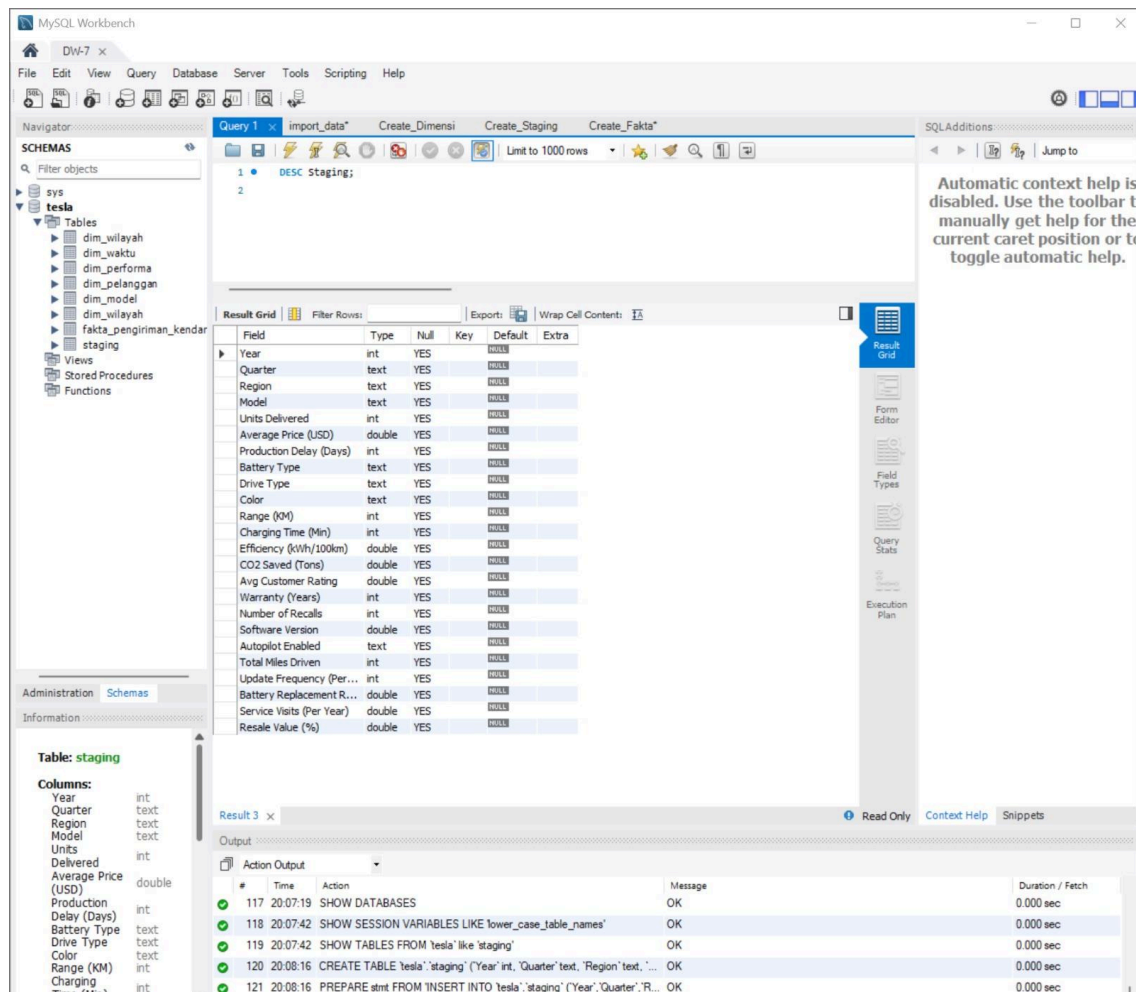 MySQL Workbench
DW-7
File Edit View Query Database Server Tools Scripting Help
Navigator
SCHEMAS
Filter objects
sys
tesla
Tables
dim_wilayah
dim_waktu
dim_performa
dim_pelanggan
dim_model
dim_wilayah
fakta_pengiriman_kendar
staging
Views
Stored Procedures
Functions
Administration Schemas
Information
Table: staging
Columns:
Year int
Quarter text
Region text
Model text
Units Delivered int
Average Price (USD) double
Production Delay (Days) int
Battery Type text
Drive Type text
Color text
Range (KM) int
Charging
int
Query 1 import_data* Create_Dimensi Create_Staging Create_Fakta*
Limit to 1000 rows
1 DESC Staging;
2
Result Grid Filter Rows: Export: Wrap Cell Content:
Field Type Null Key Default Extra
Year int YES NULL
Quarter text YES NULL
Region text YES NULL
Model text YES NULL
Units Delivered int YES NULL
Average Price (USD) double YES NULL
Production Delay (Days) int YES NULL
Battery Type text YES NULL
Drive Type text YES NULL
Color text YES NULL
Range (KM) int YES NULL
Charging Time (Min) int YES NULL
Efficiency (kWh/100km) double YES NULL
CO2 Saved (Tons) double YES NULL
Avg Customer Rating double YES NULL
Warranty (Years) int YES NULL
Number of Recalls int YES NULL
Software Version double YES NULL
Autopilot Enabled text YES NULL
Total Miles Driven int YES NULL
Update Frequency (Per... int YES NULL
Battery Replacement R... double YES NULL
Service Visits (Per Year) double YES NULL
Resale Value (%) double YES NULL
Result Grid
Form Editor
Field Types
Query Stats
Execution Plan
Result 3 Read Only
SQLAdditions
Jump to
Automatic context help is
disabled. Use the toolbar t
manually get help for the
current caret position or to
toggle automatic help.
Context Help Snippets
Output
Action Output
# Time Action Message Duration / Fetch
117 20:07:19 SHOW DATABASES OK 0.000 sec
118 20:07:42 SHOW SESSION VARIABLES LIKE 'lower_case_table_names' OK 0.000 sec
119 20:07:42 SHOW TABLES FROM 'tesla' like 'staging' OK 0.000 sec
120 20:08:16 CREATE TABLE 'tesla'.'staging' ('Year' int, 'Quarter' text, 'Region' text, '... OK 0.000 sec
121 20:08:16 PREPARE stmt FROM 'INSERT INTO 'tesla'.'staging' ('Year','Quarter','R... OK 0.000 sec